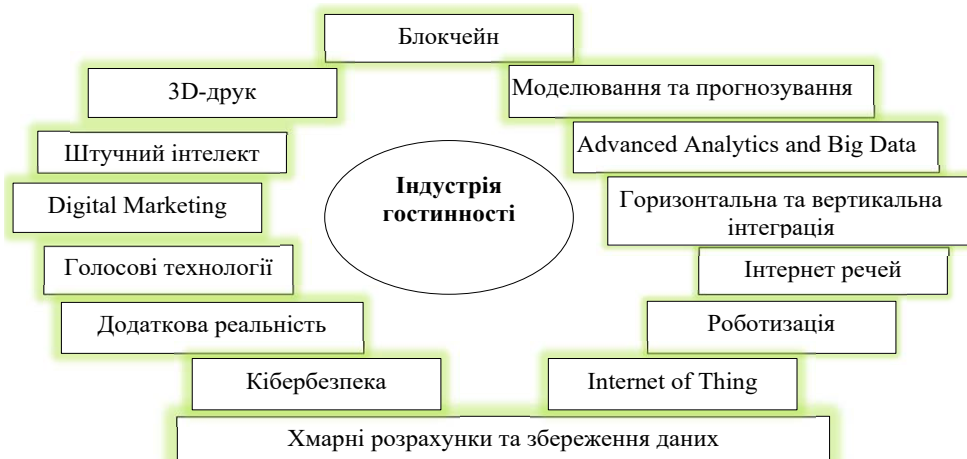 Блокчейн
3D-друк
Моделювання та прогнозування
Штучний інтелект
Advanced Analytics and Big Data
Індустрія
гостинності
Digital Marketing
Горизонтальна та вертикальна
інтеграція
Голосові технології
Інтернет речей
Додаткова реальність
Роботизація
Кібербезпека
Internet of Thing
Хмарні розрахунки та збереження даних